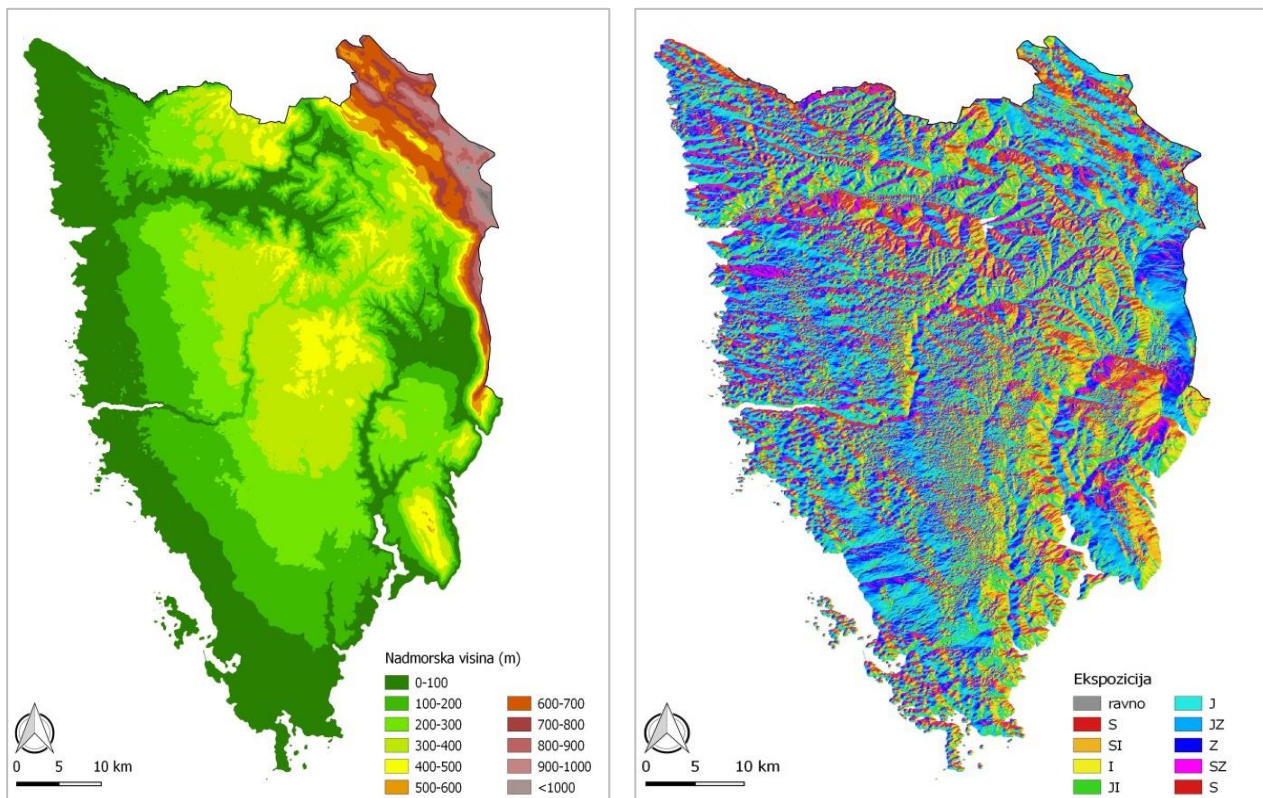 Nadmorska visina (m)
0-100
100-200
200-300
300-400
400-500
500-600
600-700
700-800
800-900
900-1000
<1000
0 5 10 km
Ekspozicija
ravno
S
SI
I
JI
J
JZ
Z
SZ
S
0 5 10 km